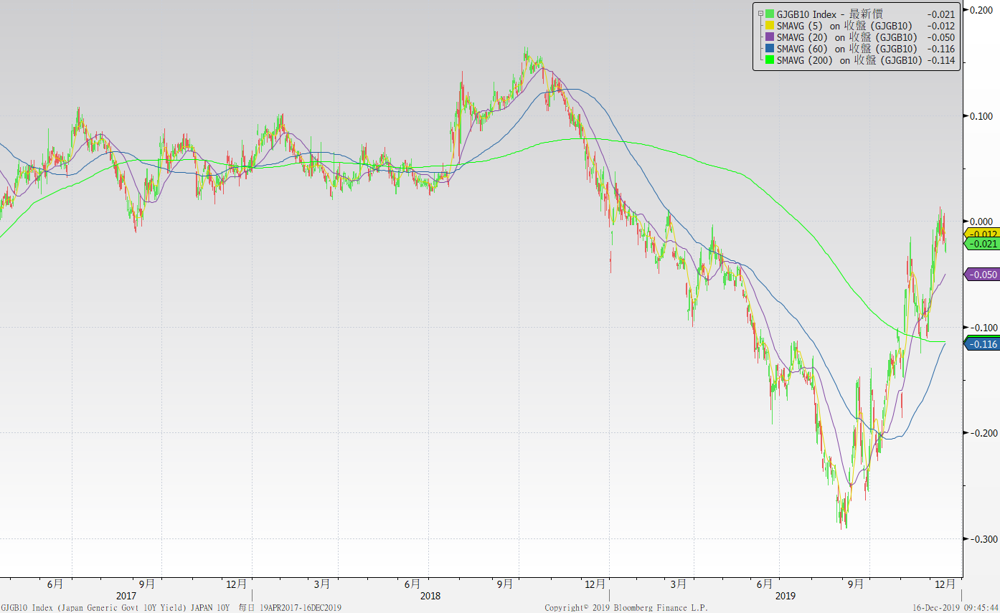 GJGB10 Index - 最新價 -0.021
SMAVG (5) on 收盤 (GJGB10) -0.012
SMAVG (20) on 收盤 (GJGB10) -0.050
SMAVG (60) on 收盤 (GJGB10) -0.116
SMAVG (200) on 收盤 (GJGB10) -0.114
0.200
0.100
0.000
-0.012
-0.021
-0.050
-0.100
-0.116
-0.200
-0.300
6月 9月 12月 3月 6月 9月 12月 3月 6月 9月 12月
2017 2018 2019
GJGB10 Index (Japan Generic Govt 10Y Yield) JAPAN 10Y 每日 19APR2017-16DEC2019 Copyright© 2019 Bloomberg Finance L.P. 16-Dec-2019 09:45:44